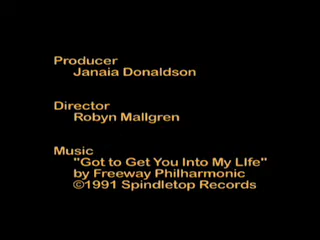 Producer
Janaia Donaldson
Director
Robyn Mallgren
Music
"Got to Get You Into My LIfe"
by Freeway Philharmonic
©1991 Spindletop Records